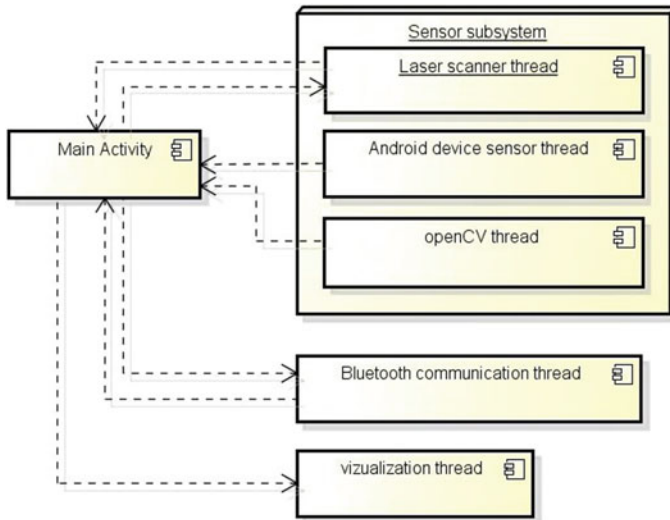 Sensor subsystem
Laser scanner thread
Main Activity
Android device sensor thread
openCV thread
Bluetooth communication thread
vizualization thread